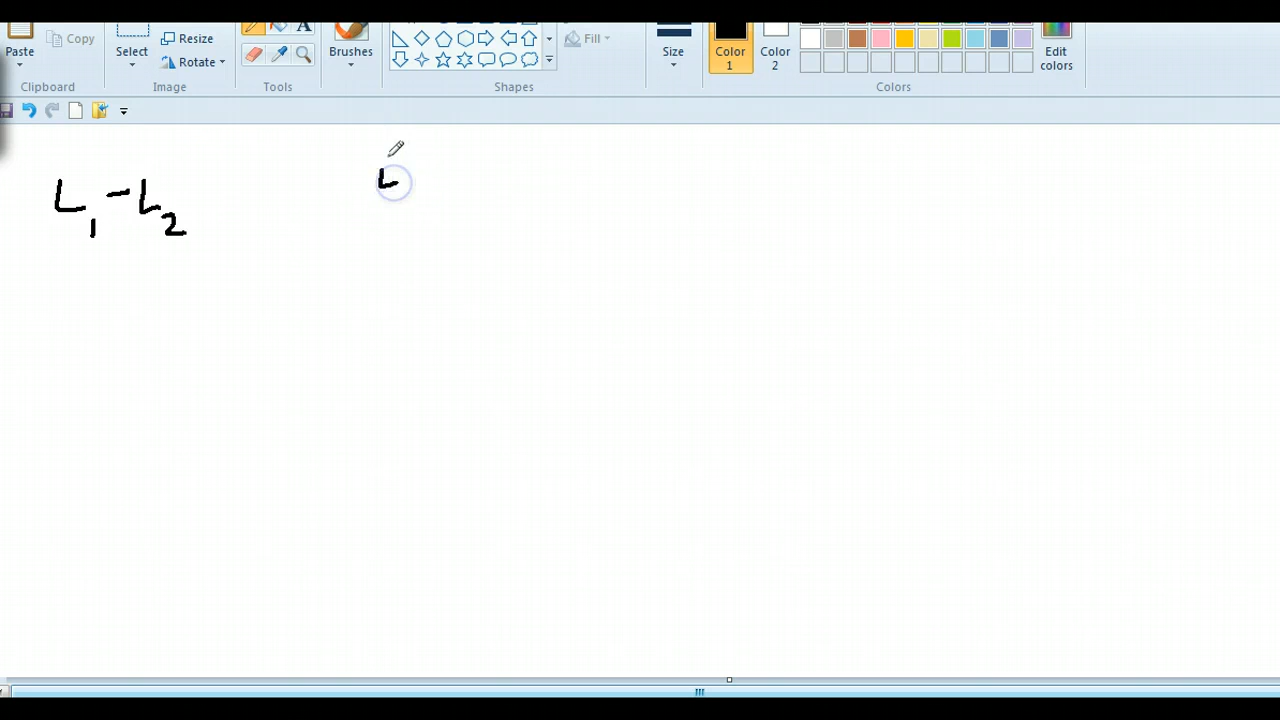 Paste
Copy
Select
Resize
Rotate
A
Brushes
Fill
Size
Color 1
Color 2
Edit colors
Clipboard
Image
Tools
Shapes
Colors
L₁ - L₂
L